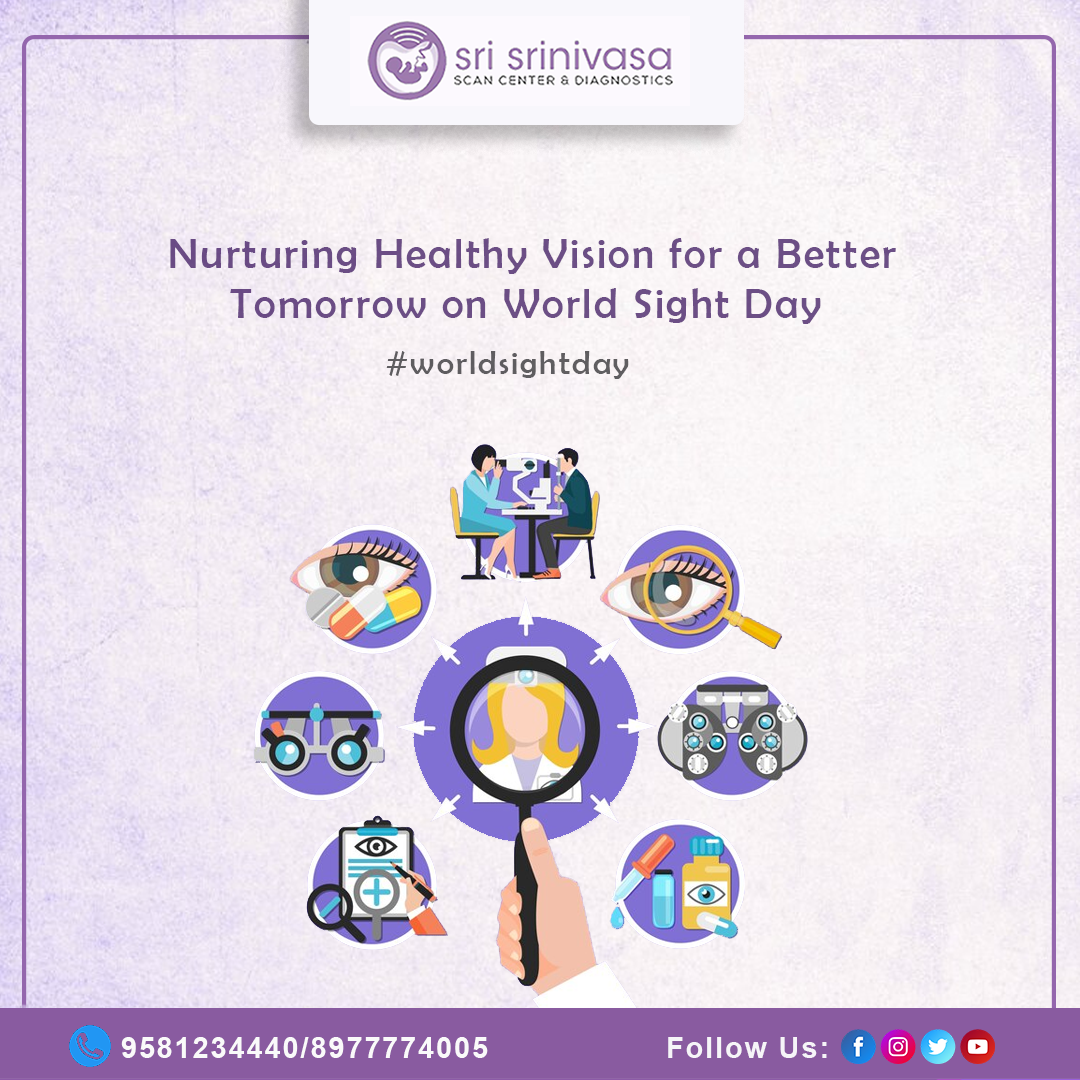 sri srinivasa
SCAN CENTER & DIAGNOSTICS
Nurturing Healthy Vision for a Better
Tomorrow on World Sight Day
#worldsightday
9581234440/8977774005
Follow Us: